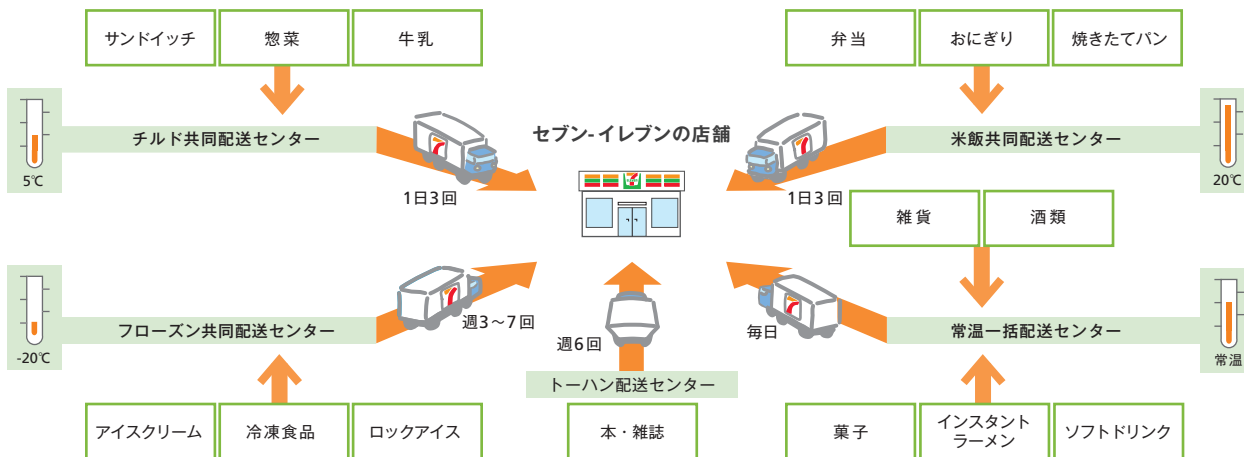 サンドイッチ
惣菜
牛乳
弁当
おにぎり
焼きたてパン
チルド共同配送センター
5℃
1日3回
セブン-イレブンの店舗
米飯共同配送センター
20℃
1日3回
雑貨
酒類
フローズン共同配送センター
-20℃
週3～7回
週6回
毎日
常温一括配送センター
常温
トーハン配送センター
アイスクリーム
冷凍食品
ロックアイス
本・雑誌
菓子
インスタント
ラーメン
ソフトドリンク